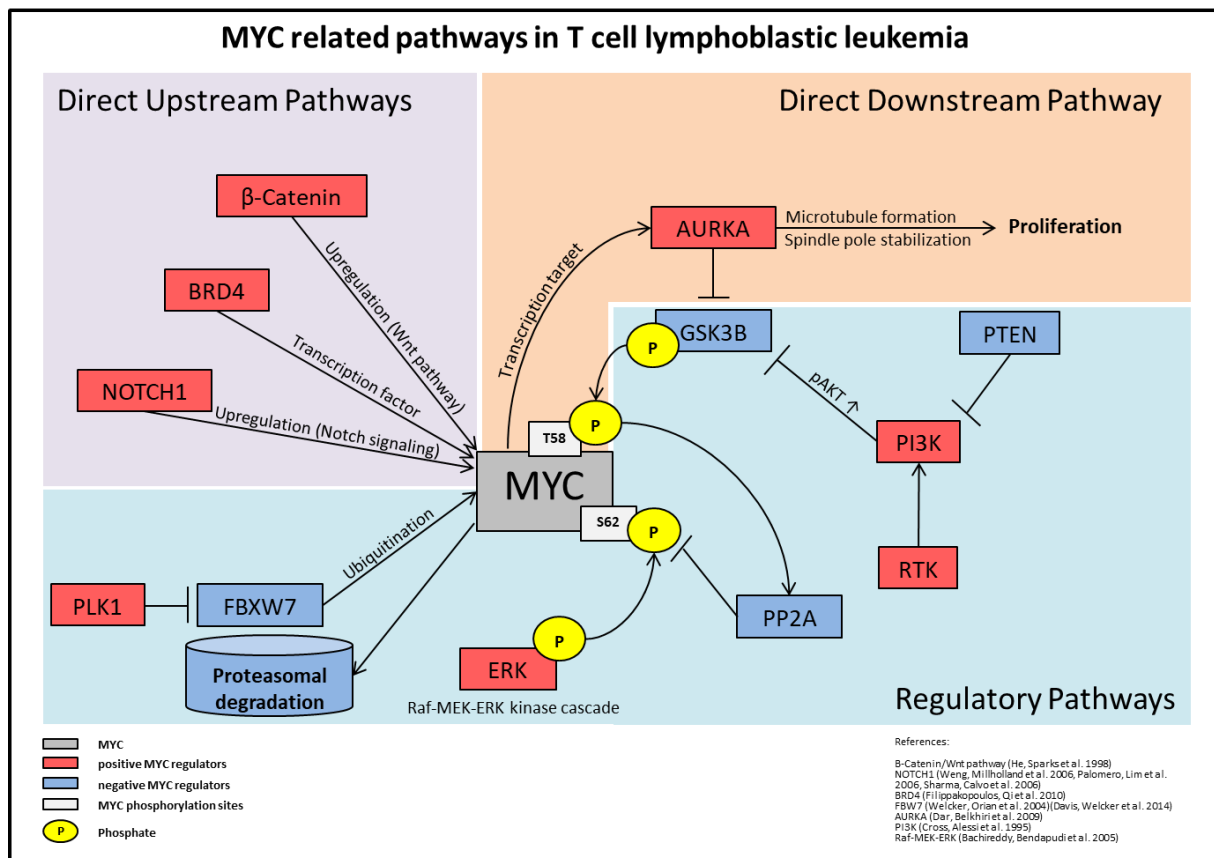 MYC related pathways in T cell lymphoblastic leukemia
Direct Upstream Pathways
Direct Downstream Pathway
β-Catenin
Upregulation (Wnt pathway)
BRD4
Transcription factor
NOTCH1
Upregulation (Notch signaling)
Transcription target
AURKA
Microtubule formation
Spindle pole stabilization
Proliferation
GSK3B
P
PTEN
pAKT ↑
PI3K
RTK
T58
P
MYC
S62
P
PP2A
Ubiquitination
PLK1
FBXW7
Proteasomal
degradation
P
ERK
Raf-MEK-ERK kinase cascade
Regulatory Pathways
MYC
positive MYC regulators
negative MYC regulators
MYC phosphorylation sites
P
Phosphate
References:
B-Catenin/Wnt pathway (He, Sparks et al. 1998)
NOTCH1 (Weng, Millholland et al. 2006, Palomero, Lim et al.
2006, Sharma, Calvo et al. 2006)
BRD4 (Filippakopoulos, Qi et al. 2010)
FBW7 (Welcker, Orian et al. 2004)(Davis, Welcker et al. 2014)
AURKA (Dar, Belkhiri et al. 2009)
PI3K (Cross, Alessi et al. 1995)
Raf-MEK-ERK (Bachireddy, Bendapudi et al. 2005)